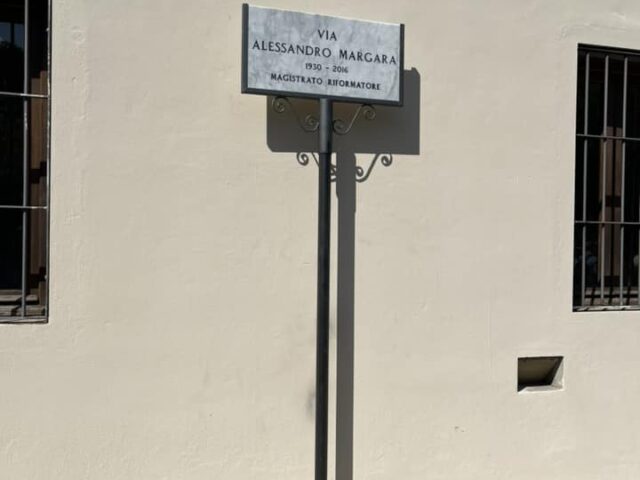 VIA
ALESSANDRO MARGARA
1930 - 2016
MAGISTRATO RIFORMATORE